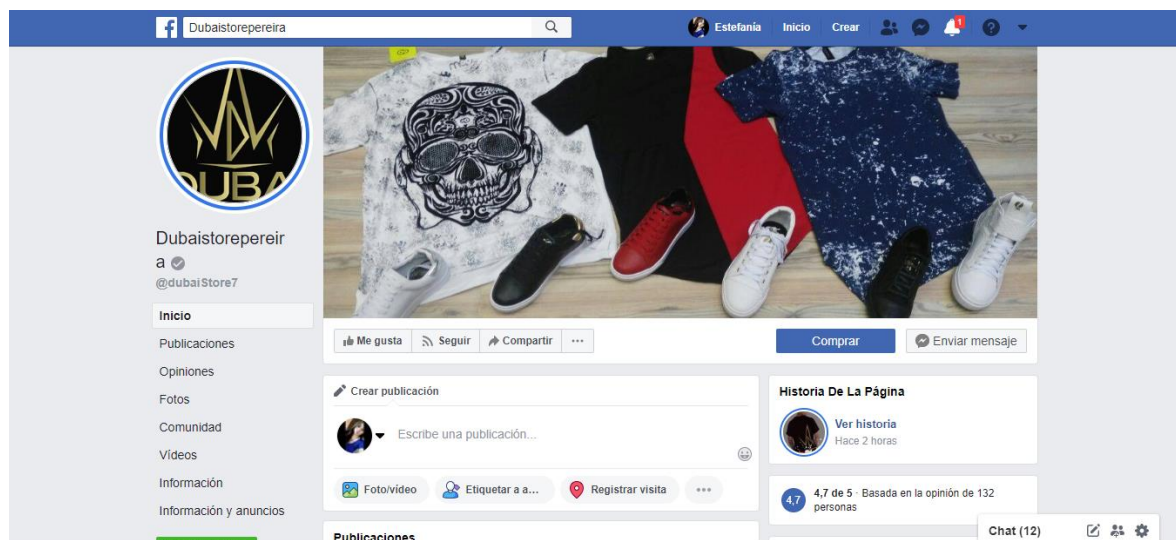 Dubaistorepereira
Estefanía
Inicio
Crear
1
DUBA
Dubaistorepereir
a
@dubaiStore7
Inicio
Publicaciones
Opiniones
Fotos
Comunidad
Vídeos
Información
Información y anuncios
Me gusta
Seguir
Compartir
Comprar
Enviar mensaje
Crear publicación
Escribe una publicación...
Foto/vídeo
Etiquetar a a...
Registrar visita
Publicaciones
Historia De La Página
Ver historia
Hace 2 horas
4,7
4,7 de 5 · Basada en la opinión de 132
personas
Chat (12)